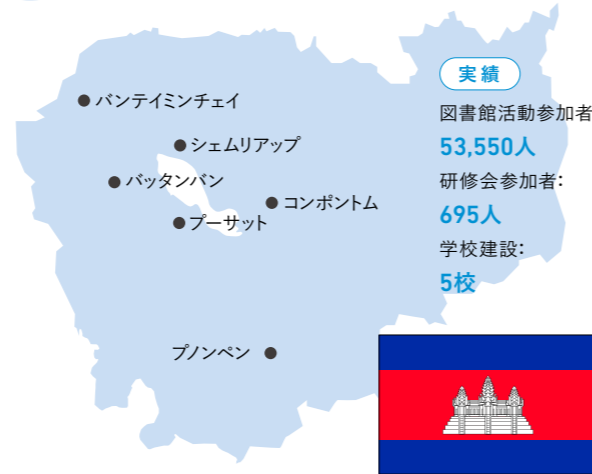 実績
図書館活動参加者
53,550人
研修会参加者：
695人
学校建設：
5校
バンテイミンチェイ
シェムリアップ
バッタンバン
コンポントム
プーサット
プノンペン